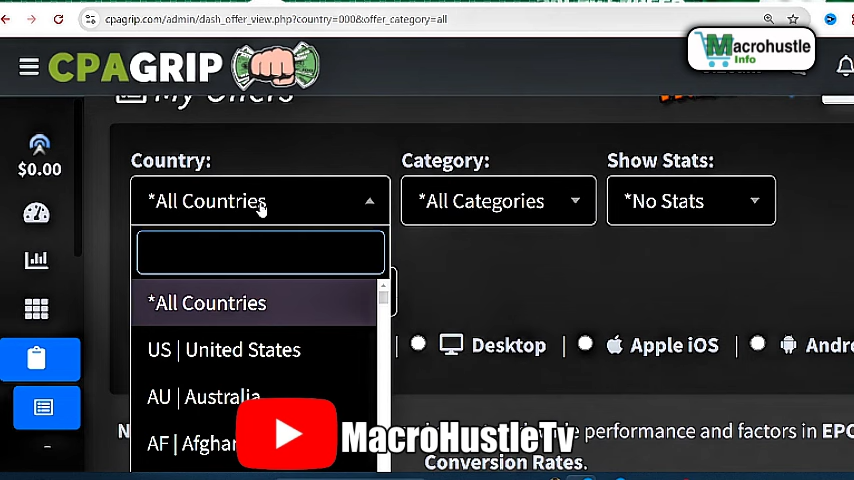 cpagrip.com/admin/dash_offer_view.php?country=000&offer_category=all
Macrohustle
Info
CPAGRIP
My Offers
$0.00
Country:
Category:
Show Stats:
*All Countries
*All Categories
*No Stats
*All Countries
US | United States
AU | Australia
AF | Afghan
Desktop
Apple iOS
Andro
MacroHustleTv
performance and factors in EPC
Conversion Rates.